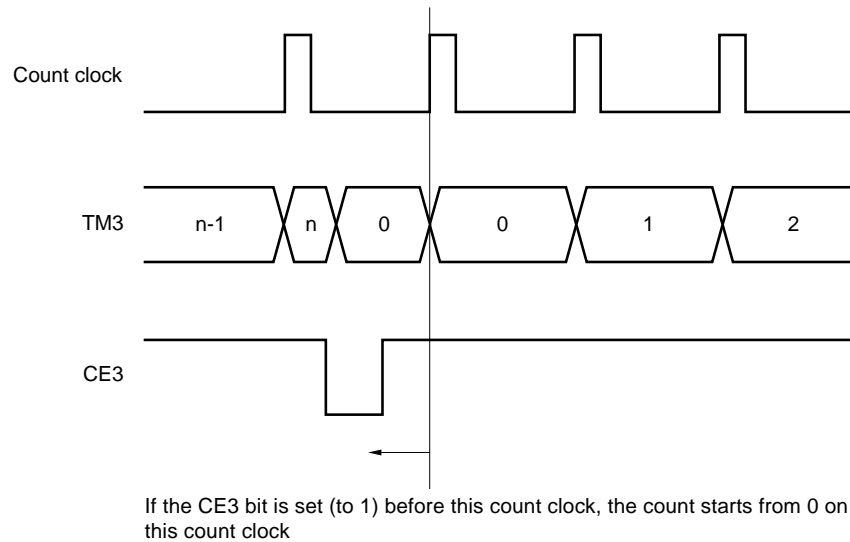 Count clock
TM3
n-1 n 0 0 1 2
CE3
If the CE3 bit is set (to 1) before this count clock, the count starts from 0 on
this count clock